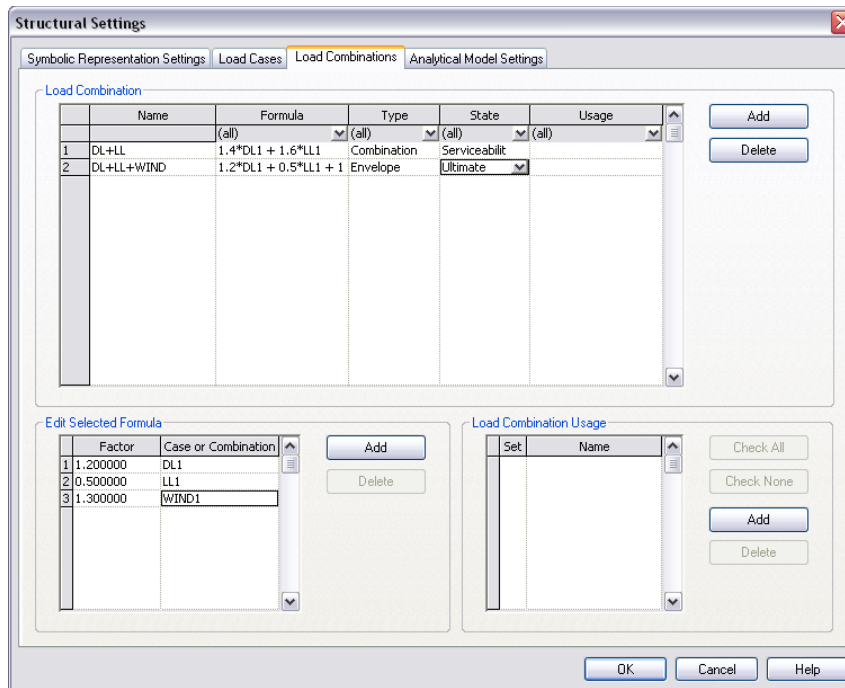 Structural Settings
Symbolic Representation Settings Load Cases Load Combinations Analytical Model Settings
Load Combination
Name Formula Type State Usage
(all) (all) (all) (all)
1 DL+LL 1.4*DL1 + 1.6*LL1 Combination Serviceabilit
2 DL+LL+WIND 1.2*DL1 + 0.5*LL1 + 1 Envelope Ultimate
Add
Delete
Edit Selected Formula
Factor Case or Combination
1 1.200000 DL1
2 0.500000 LL1
3 1.300000 WIND1
Add
Delete
Load Combination Usage
Set Name
Check All
Check None
Add
Delete
OK Cancel Help